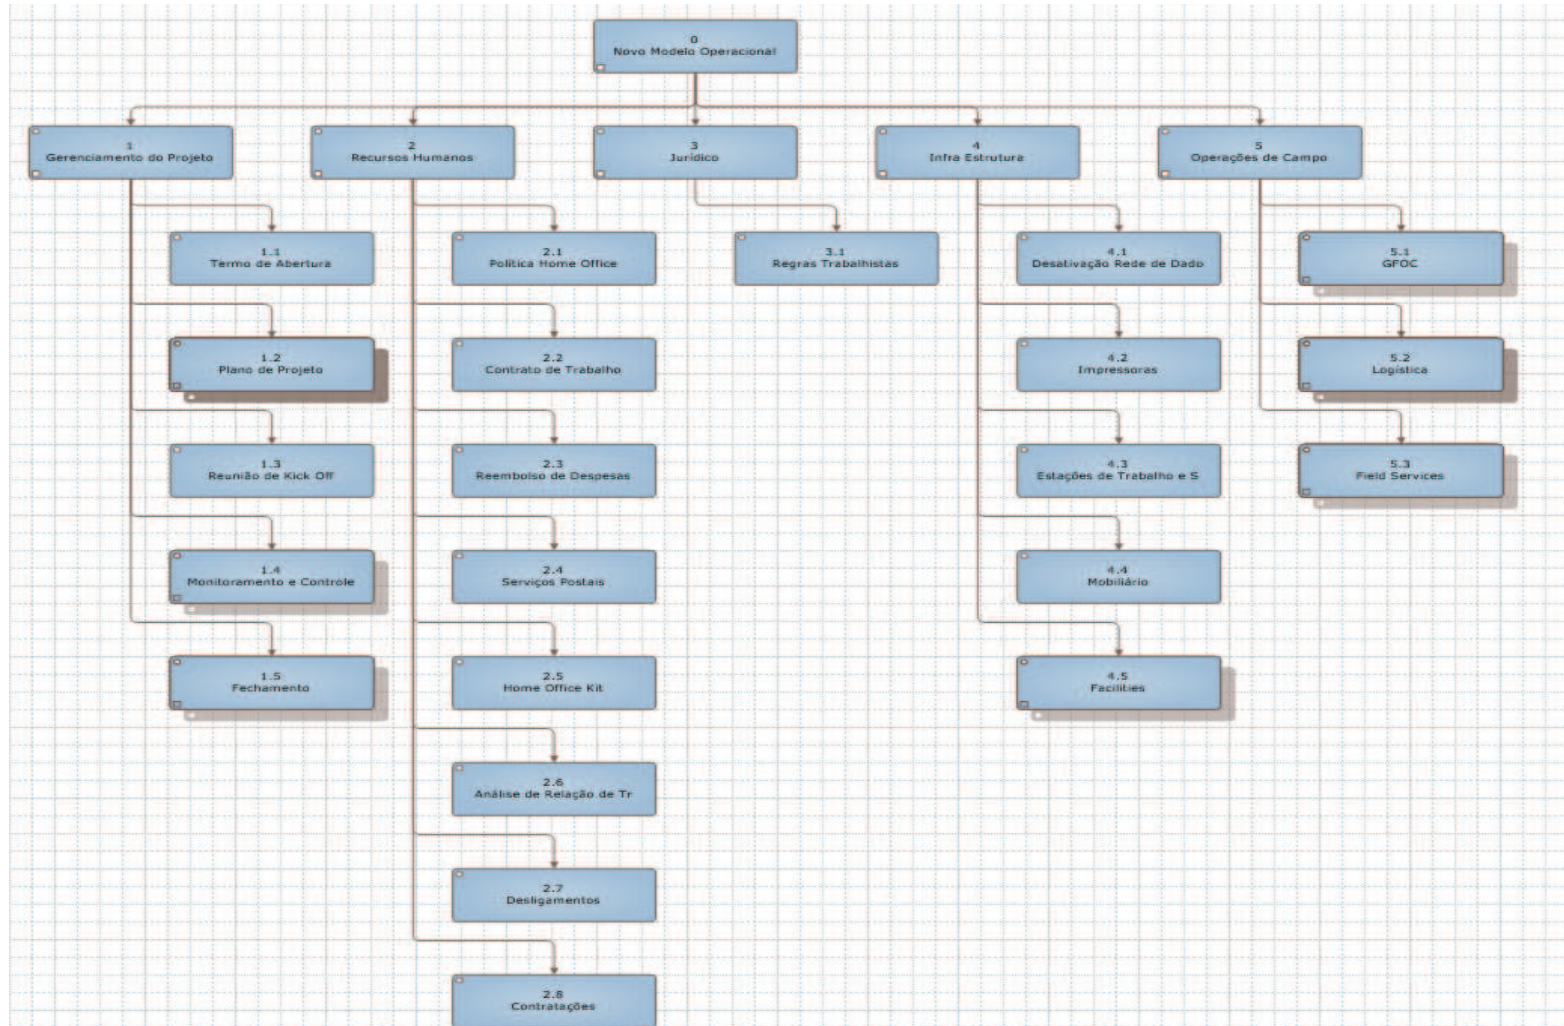 0
Novo Modelo Operacional
1
Gerenciamento do Projeto
2
Recursos Humanos
3
Jurídico
4
Infra Estrutura
5
Operações de Campo
1.1
Termo de Abertura
1.2
Plano de Projeto
1.3
Reunião de Kick Off
1.4
Monitoramento e Controle
1.5
Fechamento
2.1
Política Home Office
2.2
Contrato de Trabalho
2.3
Reembolso de Despesas
2.4
Serviços Postais
2.5
Home Office Kit
2.6
Análise de Relação de Tr
2.7
Desligamentos
2.8
Contratações
3.1
Regras Trabalhistas
4.1
Desativação Rede de Dado
4.2
Impressoras
4.3
Estações de Trabalho e S
4.4
Mobiliário
4.5
Facilities
5.1
GFOC
5.2
Logística
5.3
Field Services